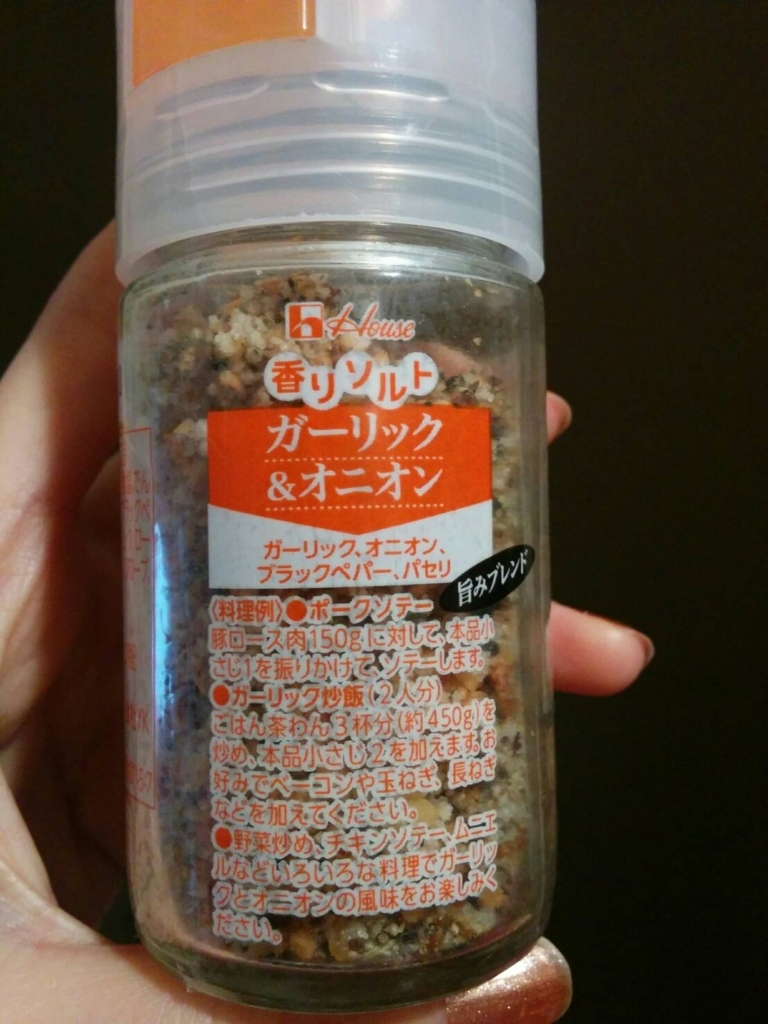 House
香りソルト
ガーリック
&オニオン
ガーリック、オニオン、
ブラックペパー、パセリ
旨みブレンド
〈料理例〉●ポークソテー
豚ロース肉150gに対して、本品小
さじ1を振りかけて、ソテーします。
●ガーリック炒飯(2人分)
ごはん茶わん3杯分(約450g)を
炒め、本品小さじ2を加えます。お
好みでベーコンや玉ねぎ、長ねぎ
などを加えてください。
●野菜炒め、チキンソテー、ムニエ
ルなどいろいろな料理でガーリッ
クとオニオンの風味をお楽しみく
ださい。